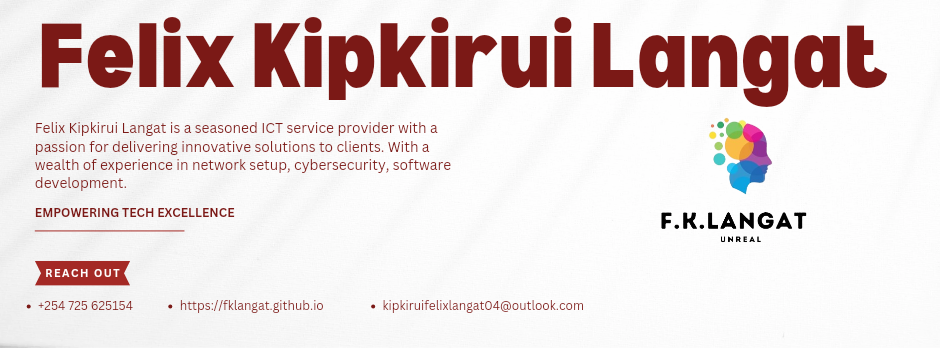 Felix Kipkirui Langat
Felix Kipkirui Langat is a seasoned ICT service provider with a
passion for delivering innovative solutions to clients. With a
wealth of experience in network setup, cybersecurity, software
development.
EMPOWERING TECH EXCELLENCE
F.K.LANGAT
UNREAL
REACH OUT
• +254 725 625154 • https://fklangat.github.io • kipkiruifelixlangat04@outlook.com